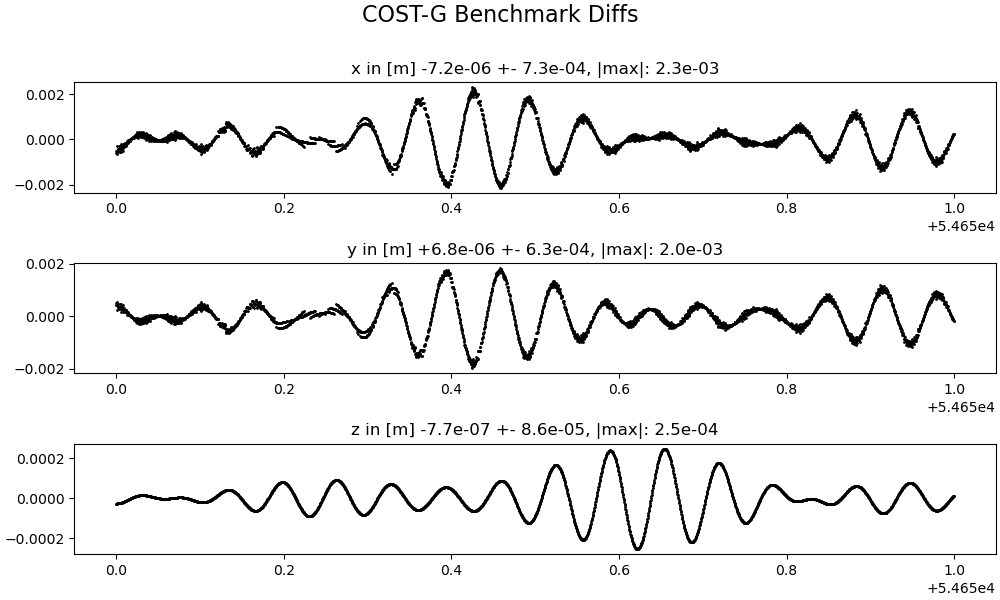 COST-G Benchmark Diffs
x in [m] -7.2e-06 +- 7.3e-04, |max|: 2.3e-03
0.002
0.000
−0.002
0.0 0.2 0.4 0.6 0.8 1.0
+5.465e4
y in [m] +6.8e-06 +- 6.3e-04, |max|: 2.0e-03
0.002
0.000
−0.002
0.0 0.2 0.4 0.6 0.8 1.0
+5.465e4
z in [m] -7.7e-07 +- 8.6e-05, |max|: 2.5e-04
0.0002
0.0000
−0.0002
0.0 0.2 0.4 0.6 0.8 1.0
+5.465e4